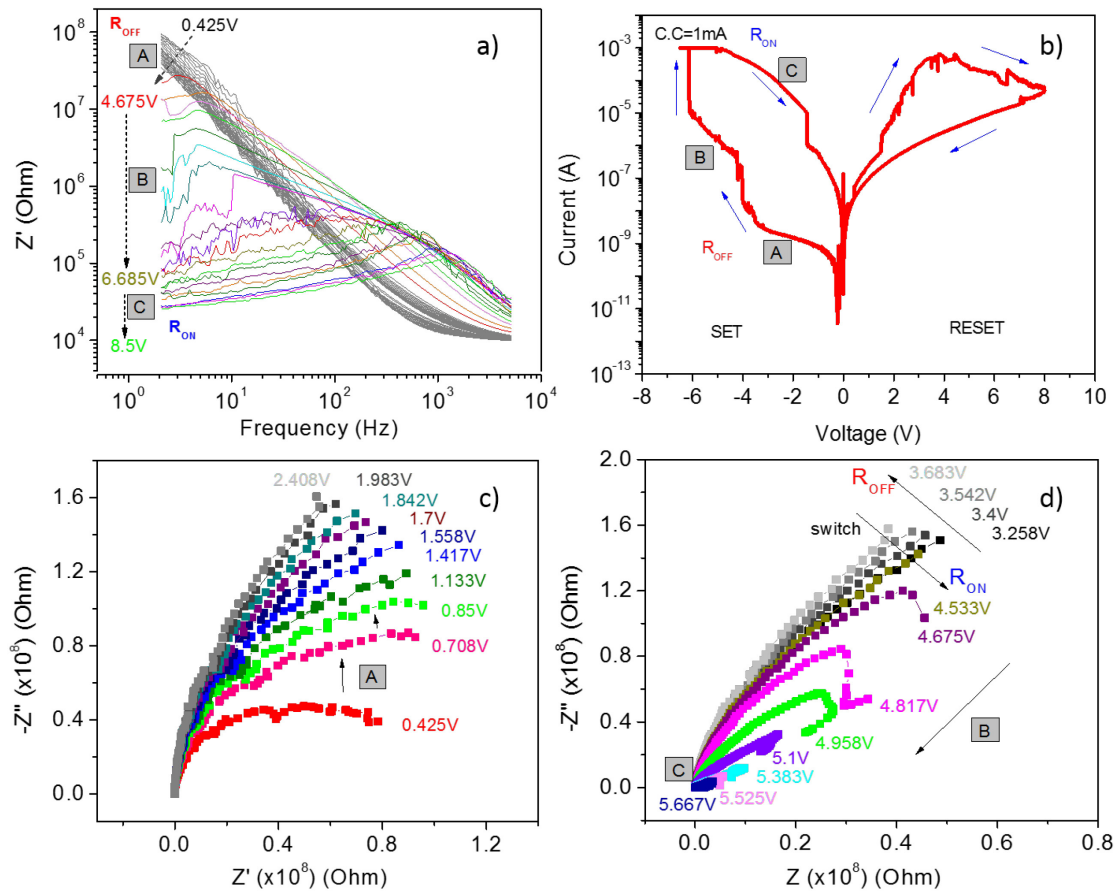 a)
R_OFF
0.425V
A
4.675V
B
6.685V
C
R_ON
8.5V
Z' (Ohm)
10^8
10^7
10^6
10^5
10^4
10^0 10^1 10^2 10^3 10^4
Frequency (Hz)
b)
C.C=1mA
R_ON
C
B
A
R_OFF
SET
RESET
Current (A)
10^-3
10^-5
10^-7
10^-9
10^-11
10^-13
-8 -6 -4 -2 0 2 4 6 8 10
Voltage (V)
c)
2.408V
1.983V
1.842V
1.7V
1.558V
1.417V
1.133V
0.85V
0.708V
A
0.425V
-Z'' (x10^8) (Ohm)
1.6
1.2
0.8
0.4
0.0
0.0 0.4 0.8 1.2
Z' (x10^8) (Ohm)
d)
R_OFF
3.683V
3.542V
3.4V
3.258V
switch
R_ON
4.533V
4.675V
4.817V
B
4.958V
5.1V
C
5.383V
5.525V
5.667V
-Z'' (x10^8) (Ohm)
2.0
1.6
1.2
0.8
0.4
0.0
0.0 0.2 0.4 0.6 0.8
Z (x10^8) (Ohm)